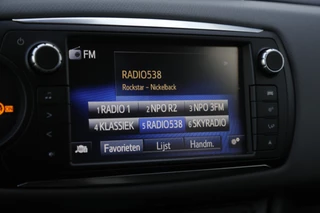 FM
RADIO538
Rockstar - Nickelback
1 RADIO 1 2 NPO R2 3 NPO 3FM
4 KLASSIEK 5 RADIO538 6 SKYRADIO
Favorieten Lijst Handm.